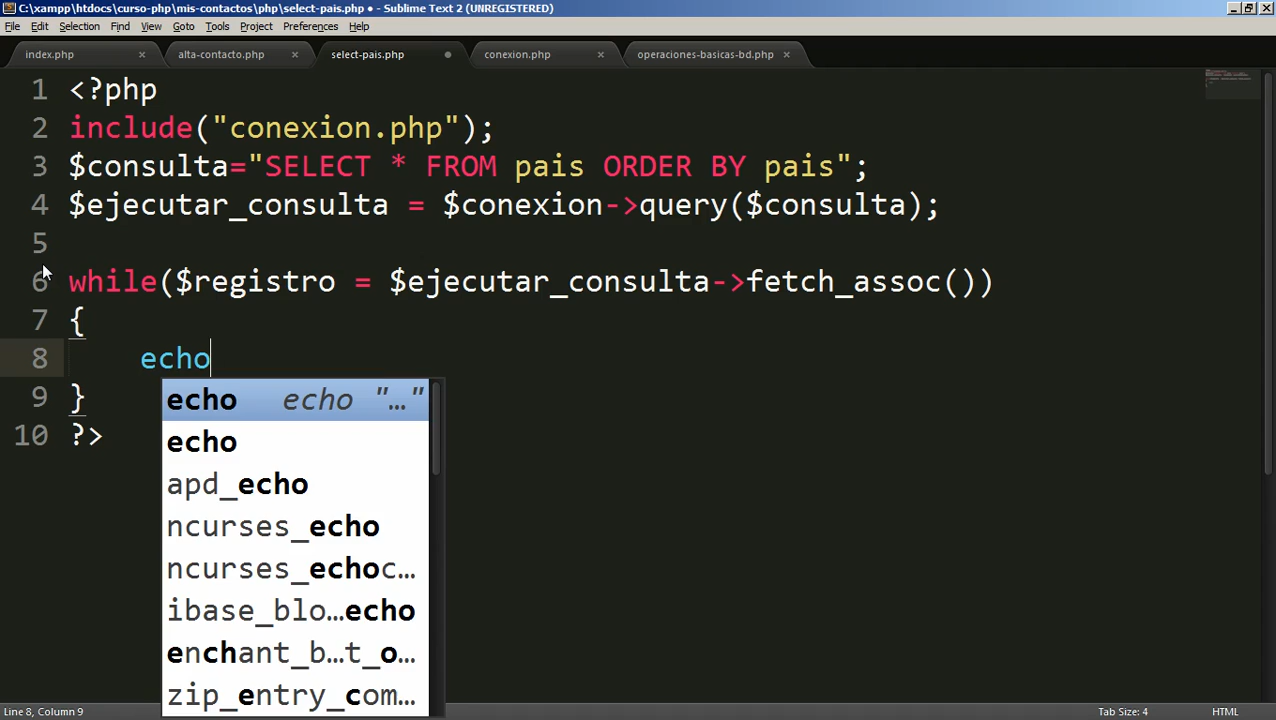 C:\xampp\htdocs\curso-php\mis-contactos\php\select-pais.php • - Sublime Text 2 (UNREGISTERED)
File Edit Selection Find View Goto Tools Project Preferences Help
index.php × alta-contacto.php × select-pais.php • conexion.php × operaciones-basicas-bd.php ×
1 <?php
2 include("conexion.php");
3 $consulta="SELECT * FROM pais ORDER BY pais";
4 $ejecutar_consulta = $conexion->query($consulta);
5
6 while($registro = $ejecutar_consulta->fetch_assoc())
7 {
8 echo
9 }
10 ?>
echo echo "…"
echo
apd_echo
ncurses_echo
ncurses_echoc…
ibase_blo…echo
enchant_b…t_o…
zip_entry_com…
Line 8, Column 9 Tab Size: 4 HTML